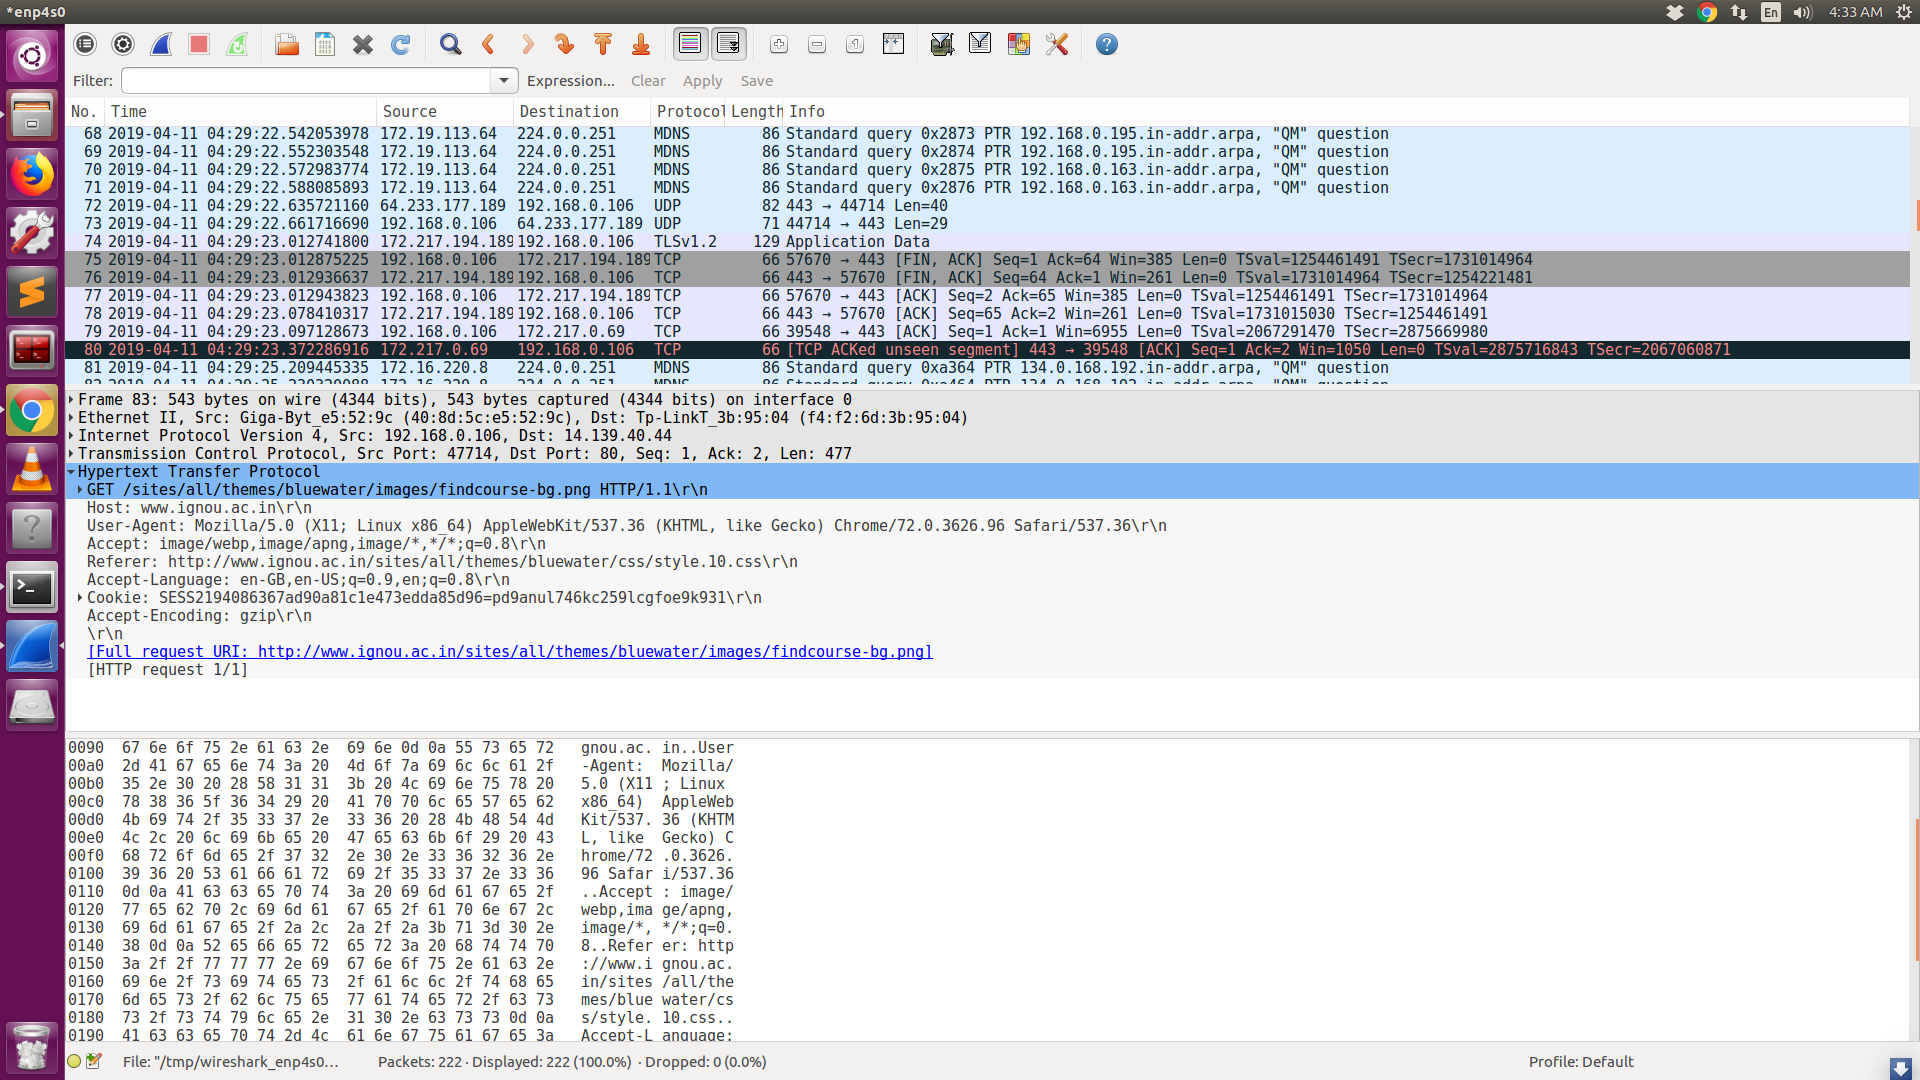 *enp4s0
En
4:33 AM
Filter:
Expression... Clear Apply Save
No. Time Source Destination Protocol Length Info
68 2019-04-11 04:29:22.542053978 172.19.113.64 224.0.0.251 MDNS 86 Standard query 0x2873 PTR 192.168.0.195.in-addr.arpa, "QM" question
69 2019-04-11 04:29:22.552303548 172.19.113.64 224.0.0.251 MDNS 86 Standard query 0x2874 PTR 192.168.0.195.in-addr.arpa, "QM" question
70 2019-04-11 04:29:22.572983774 172.19.113.64 224.0.0.251 MDNS 86 Standard query 0x2875 PTR 192.168.0.163.in-addr.arpa, "QM" question
71 2019-04-11 04:29:22.588085893 172.19.113.64 224.0.0.251 MDNS 86 Standard query 0x2876 PTR 192.168.0.163.in-addr.arpa, "QM" question
72 2019-04-11 04:29:22.635721160 64.233.177.189 192.168.0.106 UDP 82 443 → 44714 Len=40
73 2019-04-11 04:29:22.661716690 192.168.0.106 64.233.177.189 UDP 71 44714 → 443 Len=29
74 2019-04-11 04:29:23.012741800 172.217.194.189 192.168.0.106 TLSv1.2 129 Application Data
75 2019-04-11 04:29:23.012875225 192.168.0.106 172.217.194.189 TCP 66 57670 → 443 [FIN, ACK] Seq=1 Ack=64 Win=385 Len=0 TSval=1254461491 TSecr=1731014964
76 2019-04-11 04:29:23.012936637 172.217.194.189 192.168.0.106 TCP 66 443 → 57670 [FIN, ACK] Seq=64 Ack=1 Win=261 Len=0 TSval=1731014964 TSecr=1254221481
77 2019-04-11 04:29:23.012943823 192.168.0.106 172.217.194.189 TCP 66 57670 → 443 [ACK] Seq=2 Ack=65 Win=385 Len=0 TSval=1254461491 TSecr=1731014964
78 2019-04-11 04:29:23.078410317 172.217.194.189 192.168.0.106 TCP 66 443 → 57670 [ACK] Seq=65 Ack=2 Win=261 Len=0 TSval=1731015030 TSecr=1254461491
79 2019-04-11 04:29:23.097128673 192.168.0.106 172.217.0.69 TCP 66 39548 → 443 [ACK] Seq=1 Ack=1 Win=6955 Len=0 TSval=2067291470 TSecr=2875669980
80 2019-04-11 04:29:23.372286916 172.217.0.69 192.168.0.106 TCP 66 [TCP ACKed unseen segment] 443 → 39548 [ACK] Seq=1 Ack=2 Win=1050 Len=0 TSval=2875716843 TSecr=2067060871
81 2019-04-11 04:29:25.209445335 172.16.220.8 224.0.0.251 MDNS 86 Standard query 0xa364 PTR 134.0.168.192.in-addr.arpa, "QM" question
Frame 83: 543 bytes on wire (4344 bits), 543 bytes captured (4344 bits) on interface 0
Ethernet II, Src: Giga-Byt_e5:52:9c (40:8d:5c:e5:52:9c), Dst: Tp-LinkT_3b:95:04 (f4:f2:6d:3b:95:04)
Internet Protocol Version 4, Src: 192.168.0.106, Dst: 14.139.40.44
Transmission Control Protocol, Src Port: 47714, Dst Port: 80, Seq: 1, Ack: 2, Len: 477
Hypertext Transfer Protocol
GET /sites/all/themes/bluewater/images/findcourse-bg.png HTTP/1.1\r\n
Host: www.ignou.ac.in\r\n
User-Agent: Mozilla/5.0 (X11; Linux x86_64) AppleWebKit/537.36 (KHTML, like Gecko) Chrome/72.0.3626.96 Safari/537.36\r\n
Accept: image/webp,image/apng,image/*,*/*;q=0.8\r\n
Referer: http://www.ignou.ac.in/sites/all/themes/bluewater/css/style.10.css\r\n
Accept-Language: en-GB,en-US;q=0.9,en;q=0.8\r\n
Cookie: SESS2194086367ad90a81c1e473edda85d96=pd9anul746kc259lcgfoe9k931\r\n
Accept-Encoding: gzip\r\n
\r\n
[Full request URI: http://www.ignou.ac.in/sites/all/themes/bluewater/images/findcourse-bg.png]
[HTTP request 1/1]
0090 67 6e 6f 75 2e 61 63 2e 69 6e 0d 0a 55 73 65 72 gnou.ac. in..User
00a0 2d 41 67 65 6e 74 3a 20 4d 6f 7a 69 6c 6c 61 2f -Agent: Mozilla/
00b0 35 2e 30 20 28 58 31 31 3b 20 4c 69 6e 75 78 20 5.0 (X11 ; Linux
00c0 78 38 36 5f 36 34 29 20 41 70 70 6c 65 57 65 62 x86_64) AppleWeb
00d0 4b 69 74 2f 35 33 37 2e 33 36 20 28 4b 48 54 4d Kit/537. 36 (KHTM
00e0 4c 2c 20 6c 69 6b 65 20 47 65 63 6b 6f 29 20 43 L, like Gecko) C
00f0 68 72 6f 6d 65 2f 37 32 2e 30 2e 33 36 32 36 2e hrome/72 .0.3626.
0100 39 36 20 53 61 66 61 72 69 2f 35 33 37 2e 33 36 96 Safar i/537.36
0110 0d 0a 41 63 63 65 70 74 3a 20 69 6d 61 67 65 2f ..Accept : image/
0120 77 65 62 70 2c 69 6d 61 67 65 2f 61 70 6e 67 2c webp,ima ge/apng,
0130 69 6d 61 67 65 2f 2a 2c 2a 2f 2a 3b 71 3d 30 2e image/*, */*;q=0.
0140 38 0d 0a 52 65 66 65 72 65 72 3a 20 68 74 74 70 8..Refer er: http
0150 3a 2f 2f 77 77 77 2e 69 67 6e 6f 75 2e 61 63 2e ://www.i gnou.ac.
0160 69 6e 2f 73 69 74 65 73 2f 61 6c 6c 2f 74 68 65 in/sites /all/the
0170 6d 65 73 2f 62 6c 75 65 77 61 74 65 72 2f 63 73 mes/blue water/cs
0180 73 2f 73 74 79 6c 65 2e 31 30 2e 63 73 73 0d 0a s/style. 10.css..
0190 41 63 63 65 70 74 2d 4c 61 6e 67 75 61 67 65 3a Accept-L anguage:
File: "/tmp/wireshark_enp4s0... Packets: 222 · Displayed: 222 (100.0%) · Dropped: 0 (0.0%) Profile: Default